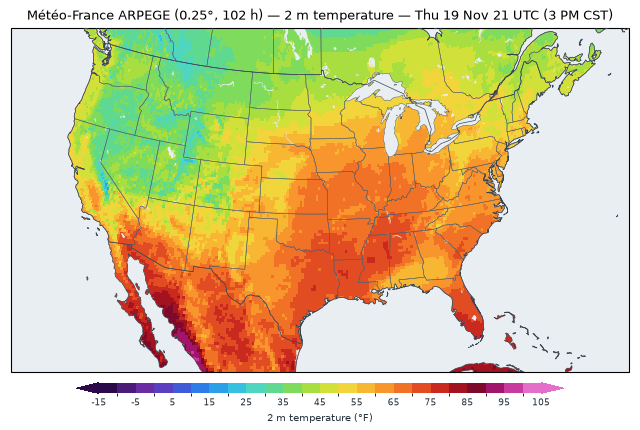 Météo-France ARPEGE (0.25°, 102 h) — 2 m temperature — Thu 19 Nov 21 UTC (3 PM CST)
-15 -5 5 15 25 35 45 55 65 75 85 95 105
2 m temperature (°F)